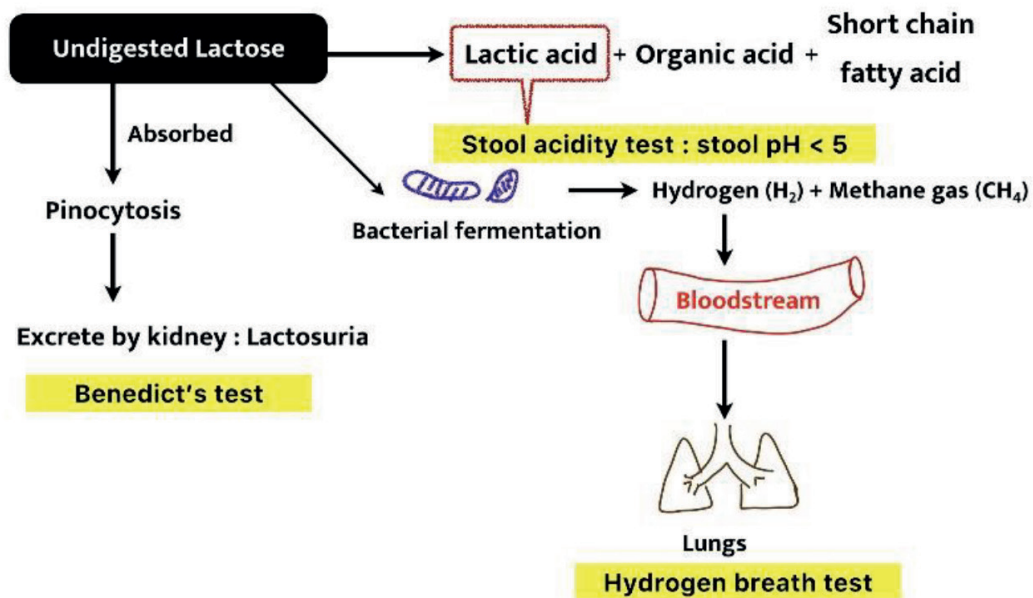 Undigested Lactose
Lactic acid + Organic acid + Short chain fatty acid
Stool acidity test : stool pH < 5
Absorbed
Pinocytosis
Bacterial fermentation
Hydrogen (H₂) + Methane gas (CH₄)
Bloodstream
Excrete by kidney : Lactosuria
Benedict's test
Lungs
Hydrogen breath test